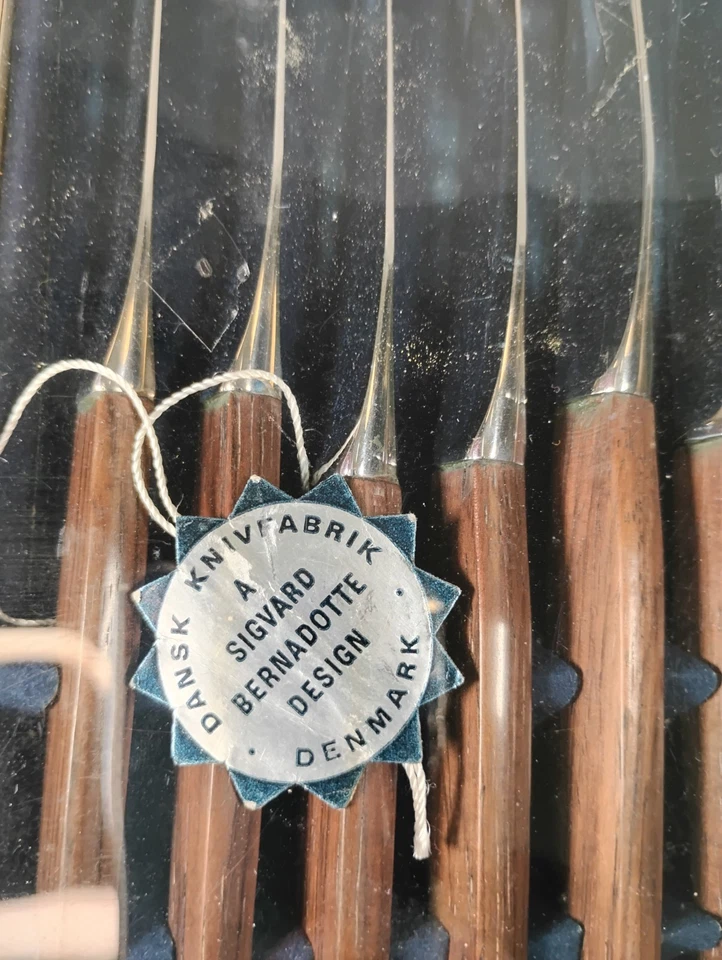 DANSK KNIVFABRIK
A
SIGVARD
BERNADOTTE
DESIGN
DENMARK